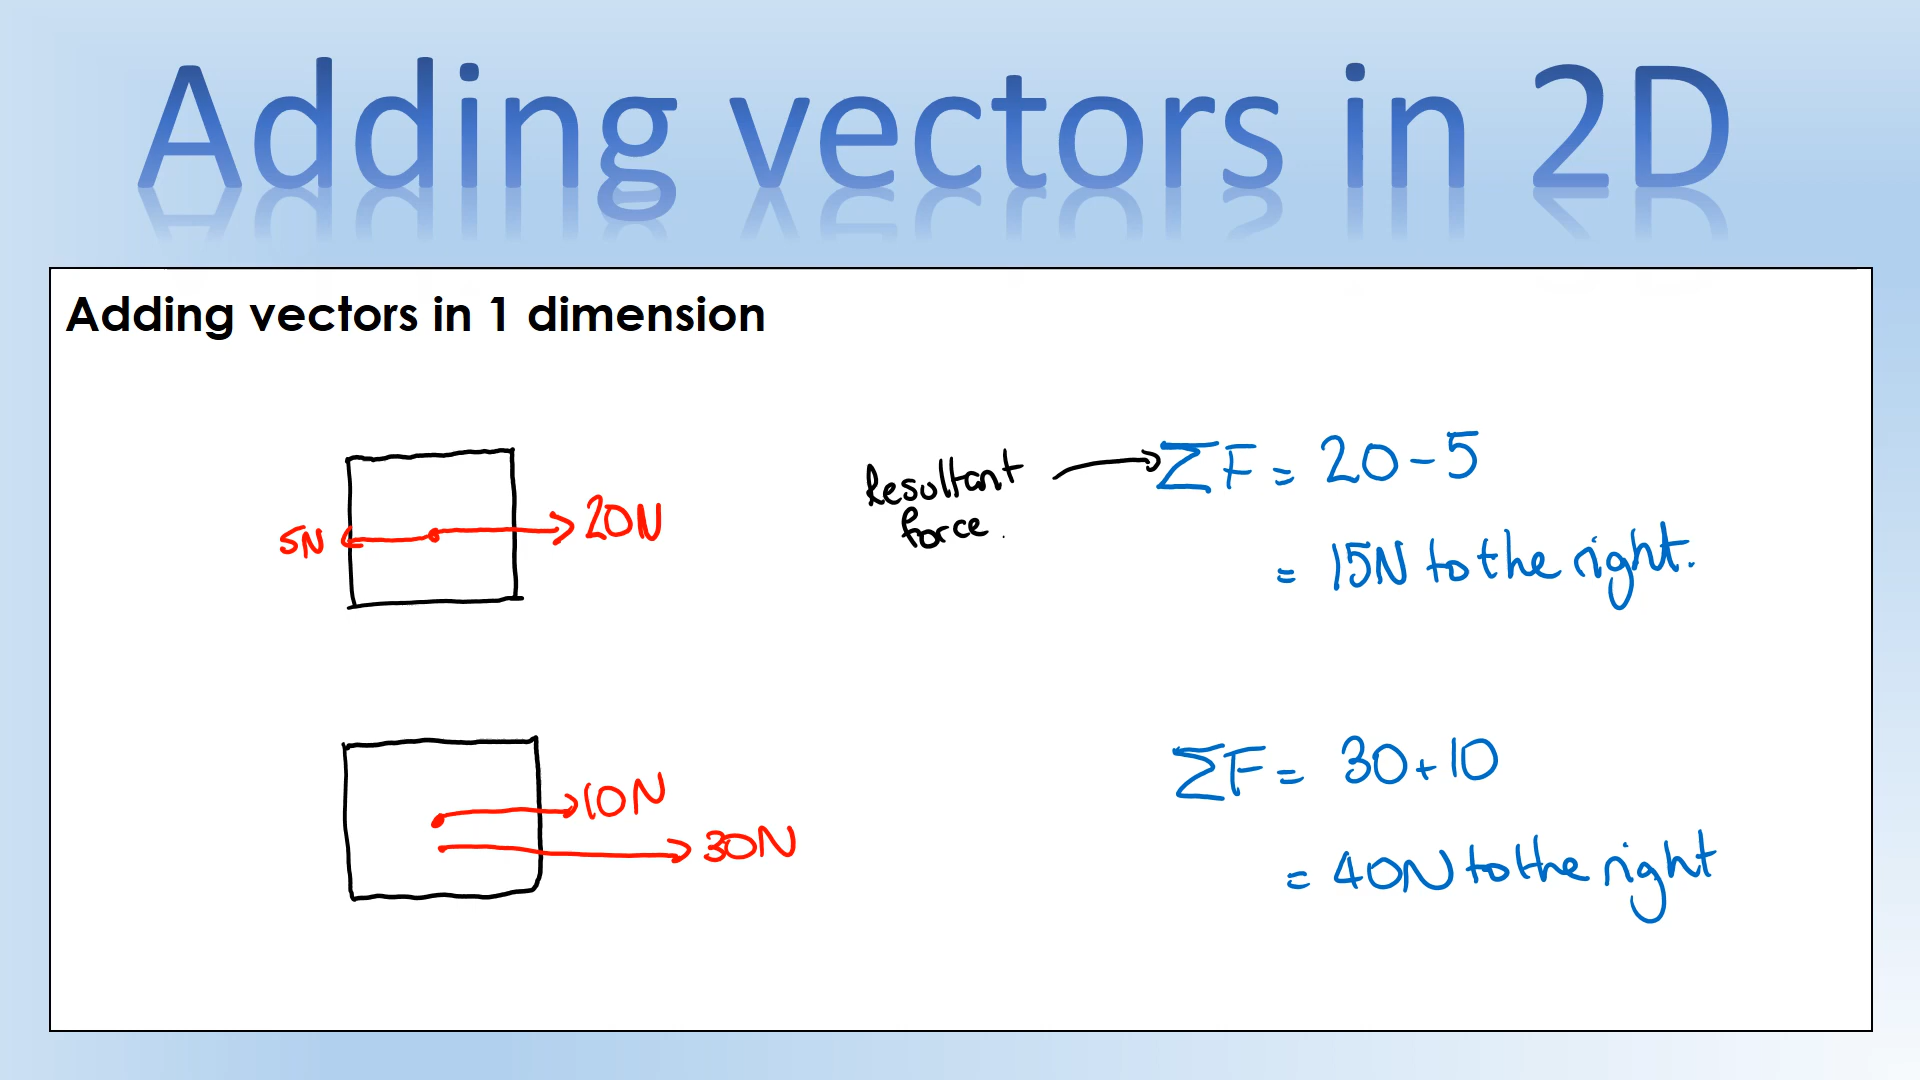 Adding vectors in 2D
Adding vectors in 1 dimension
5N
20N
Resultant
force.
ΣF = 20 - 5
= 15N to the right.
10N
30N
ΣF = 30 + 10
= 40N to the right